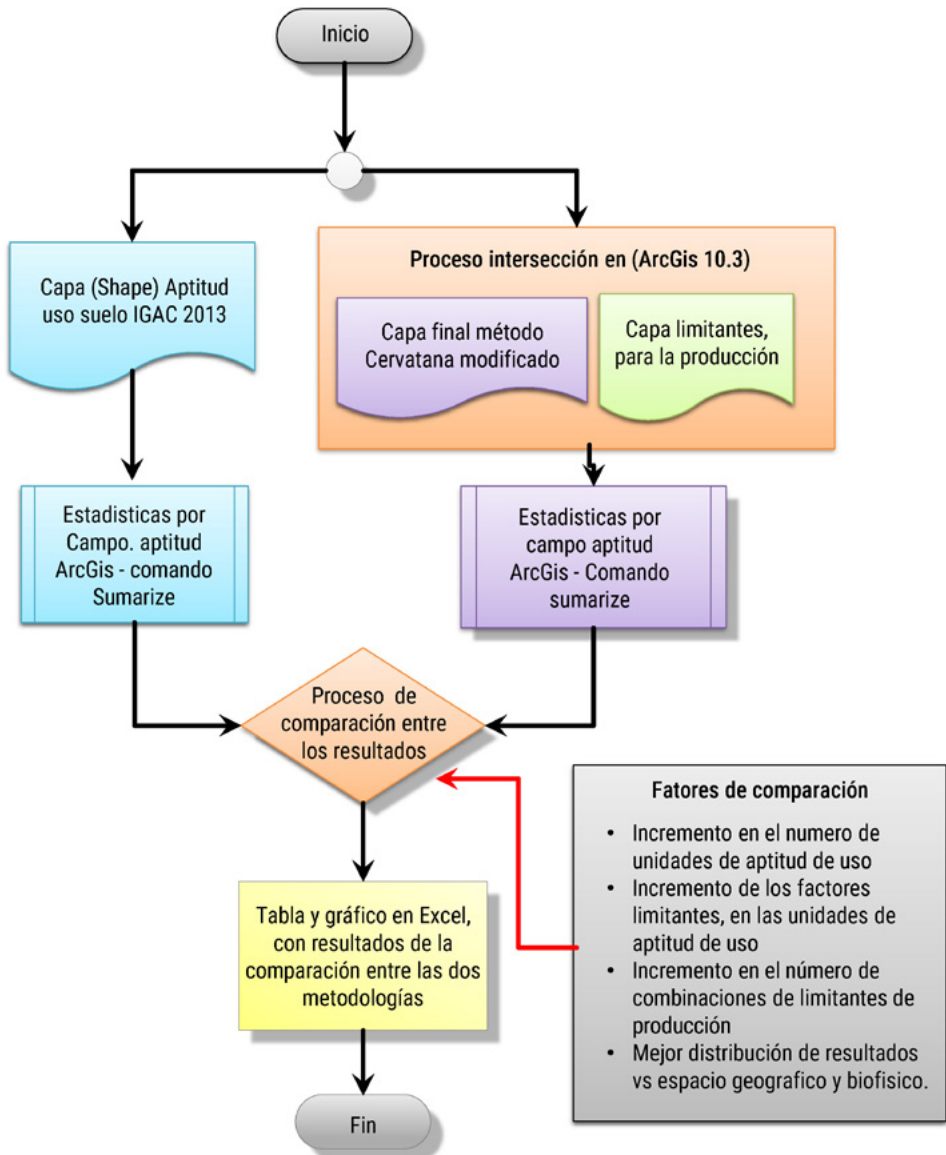 Inicio
Capa (Shape) Aptitud
uso suelo IGAC 2013
Proceso intersección en (ArcGis 10.3)
Capa final método
Cervatana modificado
Capa limitantes,
para la producción
Estadisticas por
Campo. aptitud
ArcGis - comando
Sumarize
Estadisticas por
campo aptitud
ArcGis - Comando
sumarize
Proceso de
comparación entre
los resultados
Fatores de comparación
• Incremento en el numero de
unidades de aptitud de uso
• Incremento de los factores
limitantes, en las unidades de
aptitud de uso
• Incremento en el número de
combinaciones de limitantes de
producción
• Mejor distribución de resultados
vs espacio geografico y biofisico.
Tabla y gráfico en Excel,
con resultados de la
comparación entre las dos
metodologías
Fin